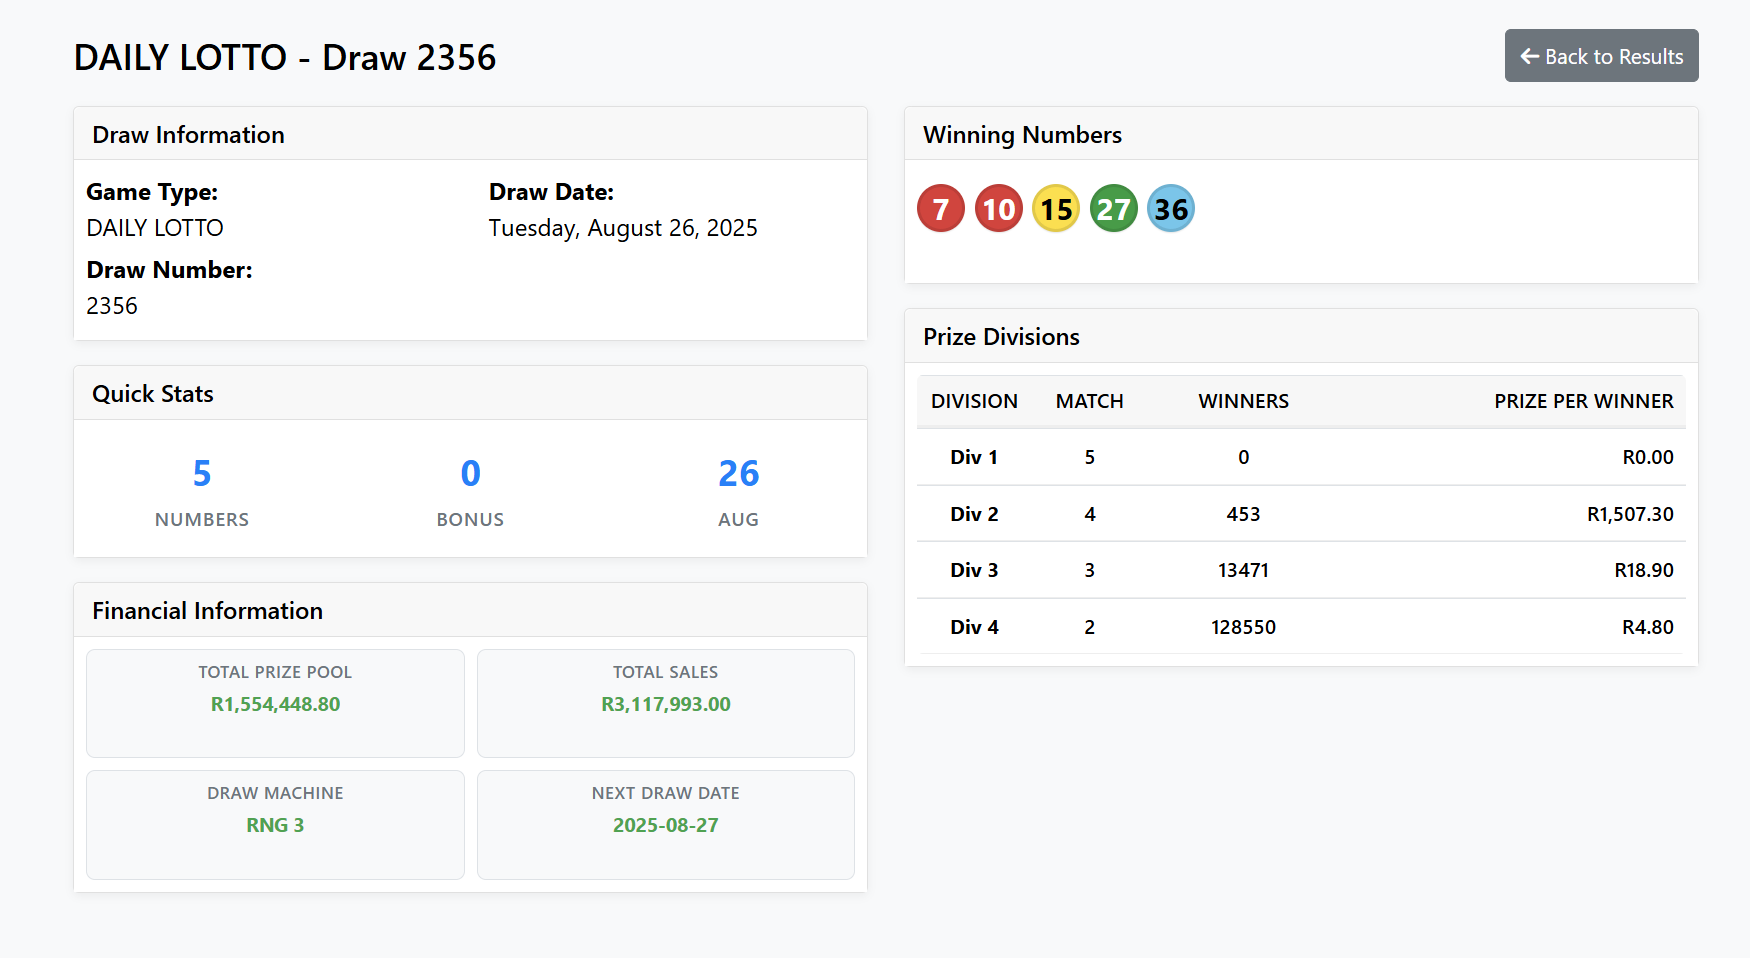 DAILY LOTTO - Draw 2356
Back to Results
Draw Information
Game Type:
DAILY LOTTO
Draw Date:
Tuesday, August 26, 2025
Draw Number:
2356
Quick Stats
5
NUMBERS
0
BONUS
26
AUG
Financial Information
TOTAL PRIZE POOL
R1,554,448.80
TOTAL SALES
R3,117,993.00
DRAW MACHINE
RNG 3
NEXT DRAW DATE
2025-08-27
Winning Numbers
7 10 15 27 36
Prize Divisions
DIVISION MATCH WINNERS PRIZE PER WINNER
Div 1 5 0 R0.00
Div 2 4 453 R1,507.30
Div 3 3 13471 R18.90
Div 4 2 128550 R4.80